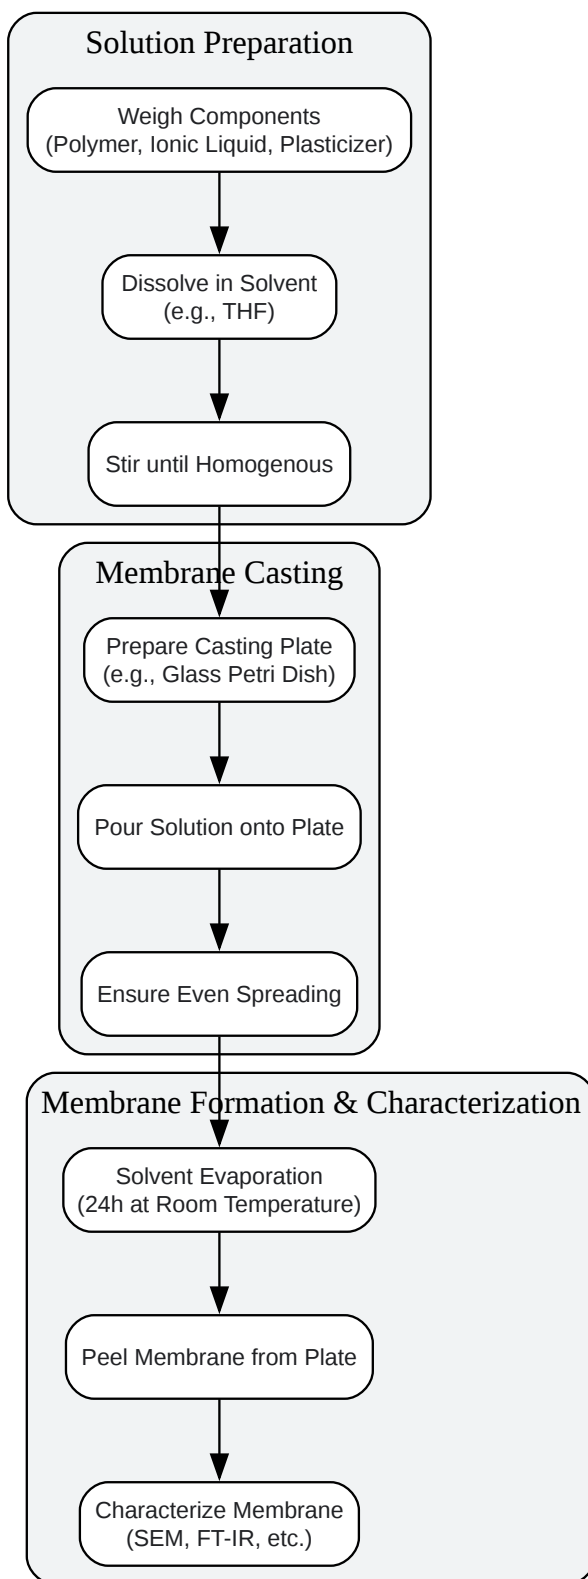 Solution Preparation
Weigh Components
(Polymer, Ionic Liquid, Plasticizer)
Dissolve in Solvent
(e.g., THF)
Stir until Homogenous
Membrane Casting
Prepare Casting Plate
(e.g., Glass Petri Dish)
Pour Solution onto Plate
Ensure Even Spreading
Membrane Formation & Characterization
Solvent Evaporation
(24h at Room Temperature)
Peel Membrane from Plate
Characterize Membrane
(SEM, FT-IR, etc.)